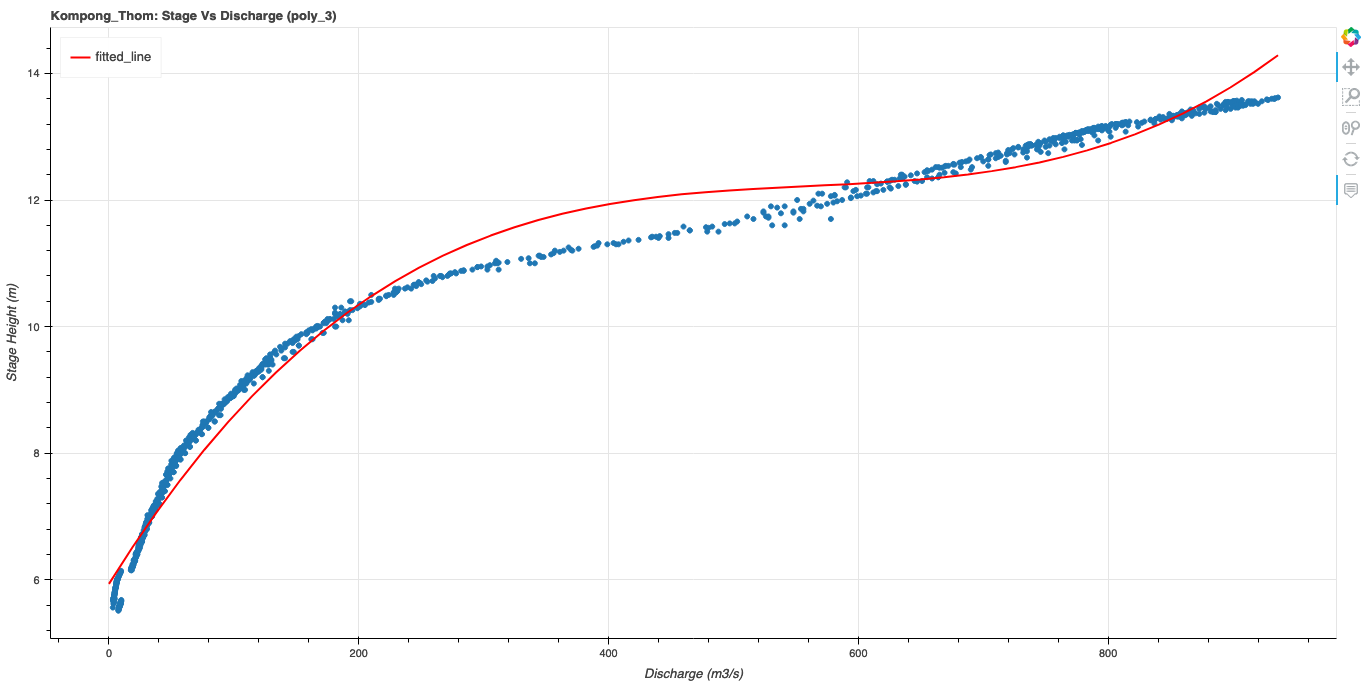 Kompong_Thom: Stage Vs Discharge (poly_3)
fitted_line
14
12
10
8
6
Stage Height (m)
0
200
400
600
800
Discharge (m3/s)